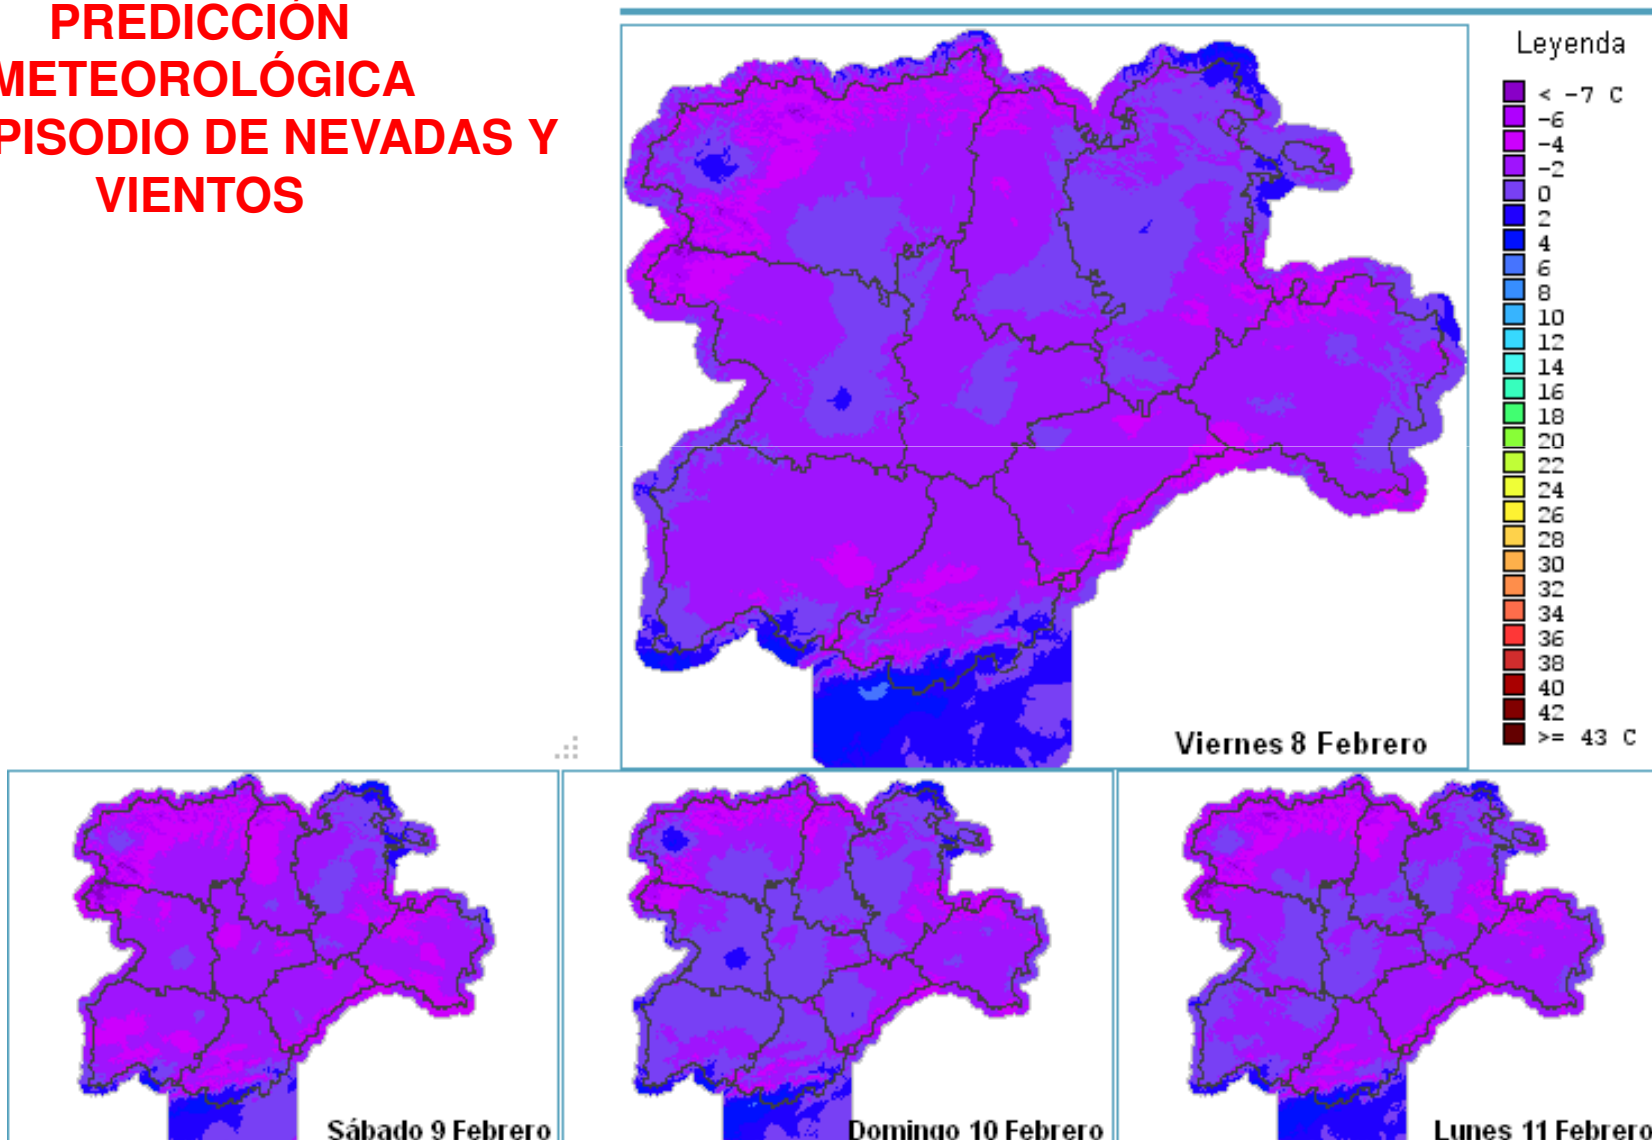 PREDICCIÓN
METEOROLÓGICA
PISODIO DE NEVADAS Y
VIENTOS
Leyenda
< -7 C
-6
-4
-2
0
2
4
6
8
10
12
14
16
18
20
22
24
26
28
30
32
34
36
38
40
42
>= 43 C
Viernes 8 Febrero
Sábado 9 Febrero
Domingo 10 Febrero
Lunes 11 Febrero